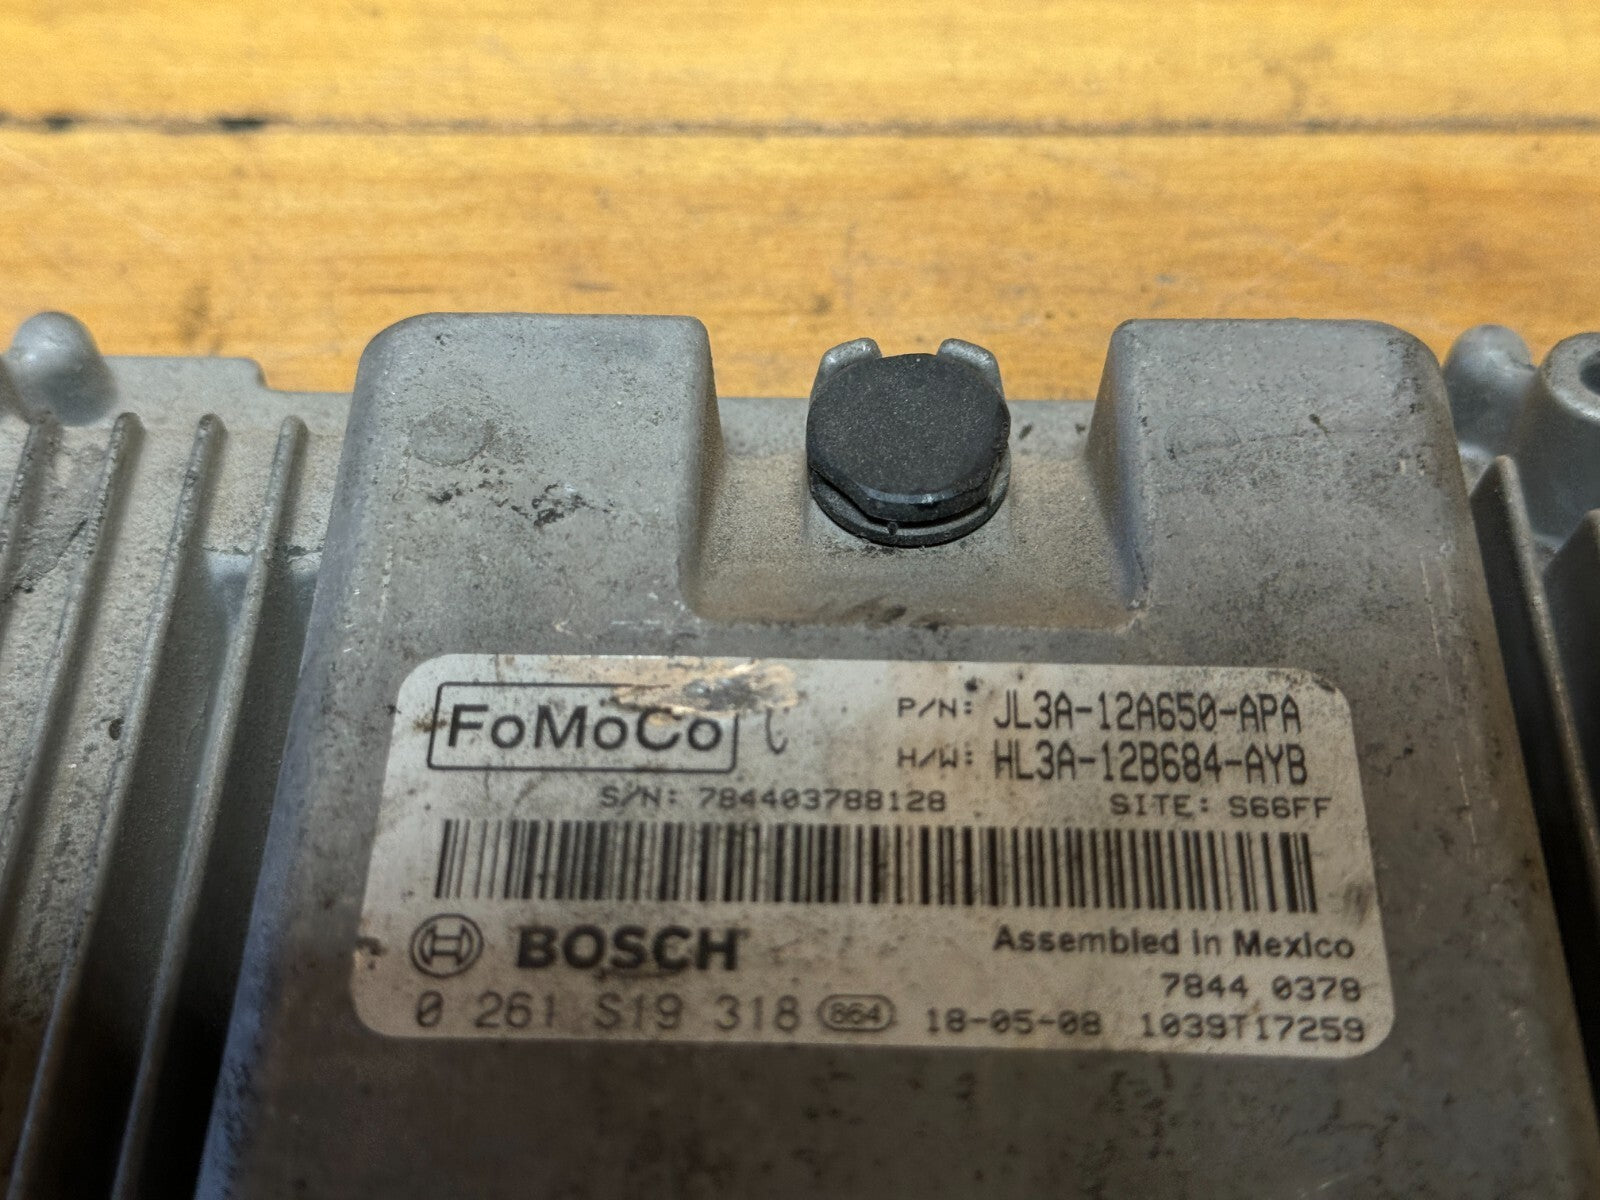 FoMoCo
P/N: JL3A-12A650-APA
H/W: HL3A-12B684-AYB
S/N: 784403788128 SITE: S66FF
BOSCH
Assembled in Mexico
7844 0378
0 261 S19 318 864 18-05-08 1039T17259